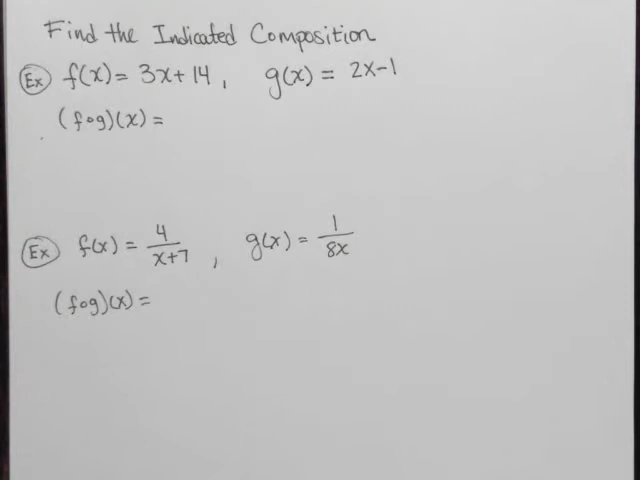 Find the Indicated Composition
Ex f(x) = 3x+14, g(x) = 2x-1
(f∘g)(x) =
Ex f(x) = 4/(x+7), g(x) = 1/(8x)
(f∘g)(x) =